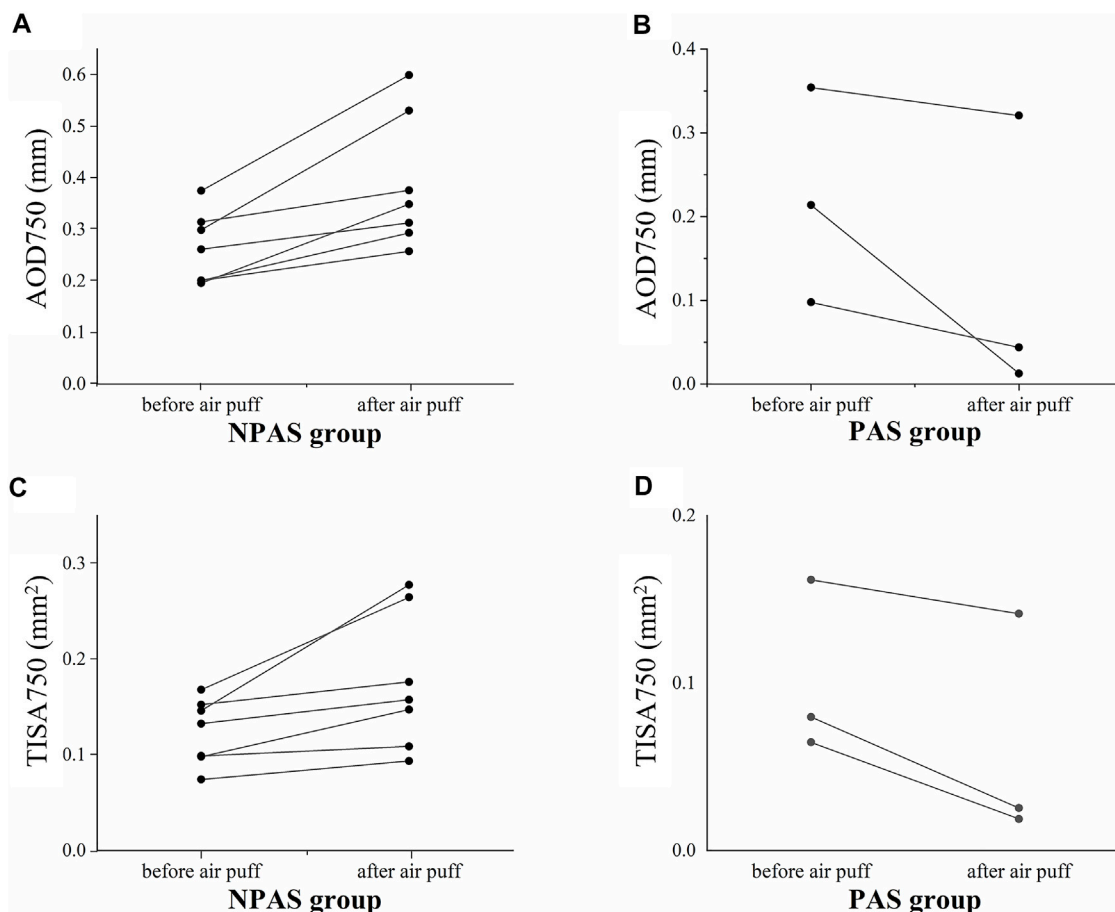 A
AOD750 (mm)
0.6
0.5
0.4
0.3
0.2
0.1
0.0
before air puff after air puff
NPAS group
B
AOD750 (mm)
0.4
0.3
0.2
0.1
0.0
before air puff after air puff
PAS group
C
TISA750 (mm²)
0.3
0.2
0.1
0.0
before air puff after air puff
NPAS group
D
TISA750 (mm²)
0.2
0.1
0.0
before air puff after air puff
PAS group